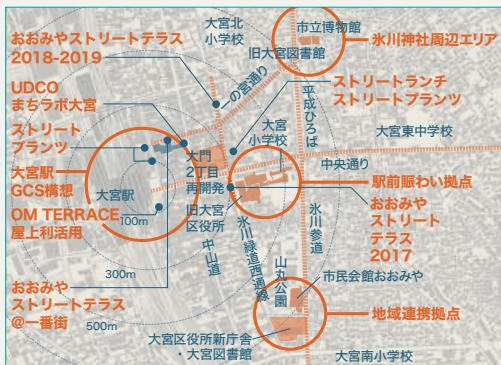 大宮北
小学校
市立博物館
旧大宮図書館
氷川神社周辺エリア
おおみやストリートテラス
2018-2019
一の宮通り
ストリートランチ
ストリートプランツ
平成ひろば
UDCO
まちラボ大宮
大宮
小学校
大宮東中学校
中央通り
ストリート
プランツ
大門
2丁目
再開発
大宮駅
GCS構想
大宮駅
駅前賑わい拠点
旧大宮
区役所
OM TERRACE
屋上利活用
100m
おおみや
ストリート
テラス
2017
中山道
氷川緑道西通線
氷川参道
山丸公園
300m
市民会館おおみや
おおみや
ストリートテラス
@一番街
地域連携拠点
500m
大宮区役所新庁舎
・大宮図書館
大宮南小学校